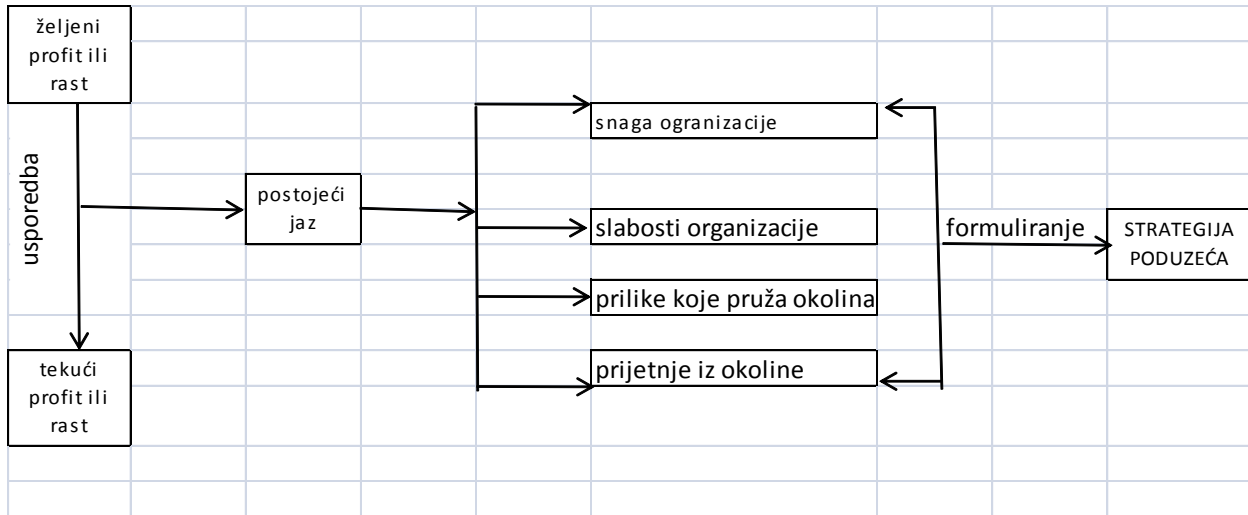 željeni
profit ili
rast
usporedba
postojeći
jaz
tekući
profit ili
rast
snaga ogranizacije
slabosti organizacije
prilike koje pruža okolina
prijetnje iz okoline
formuliranje
STRATEGIJA
PODUZEĆA